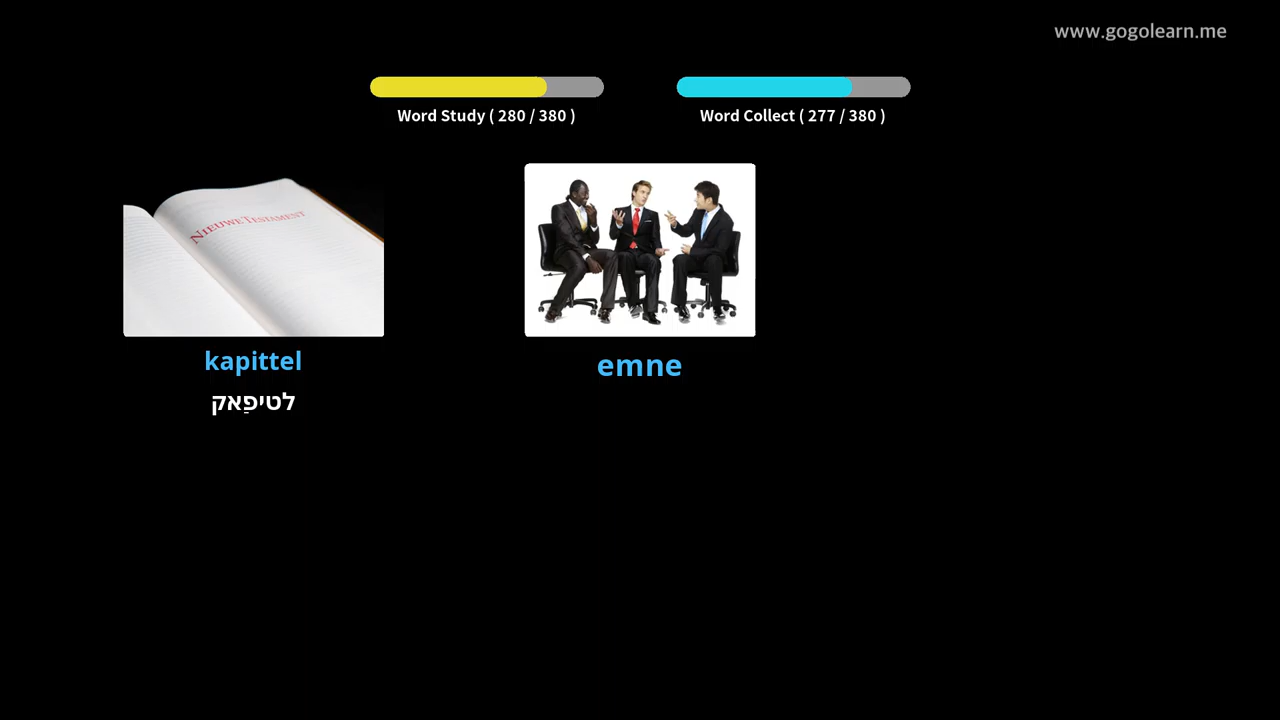 www.gogolearn.me
Word Study ( 280 / 380 )
Word Collect ( 277 / 380 )
NIEUWE TESTAMENT
kapittel
emne
לטיפַאק